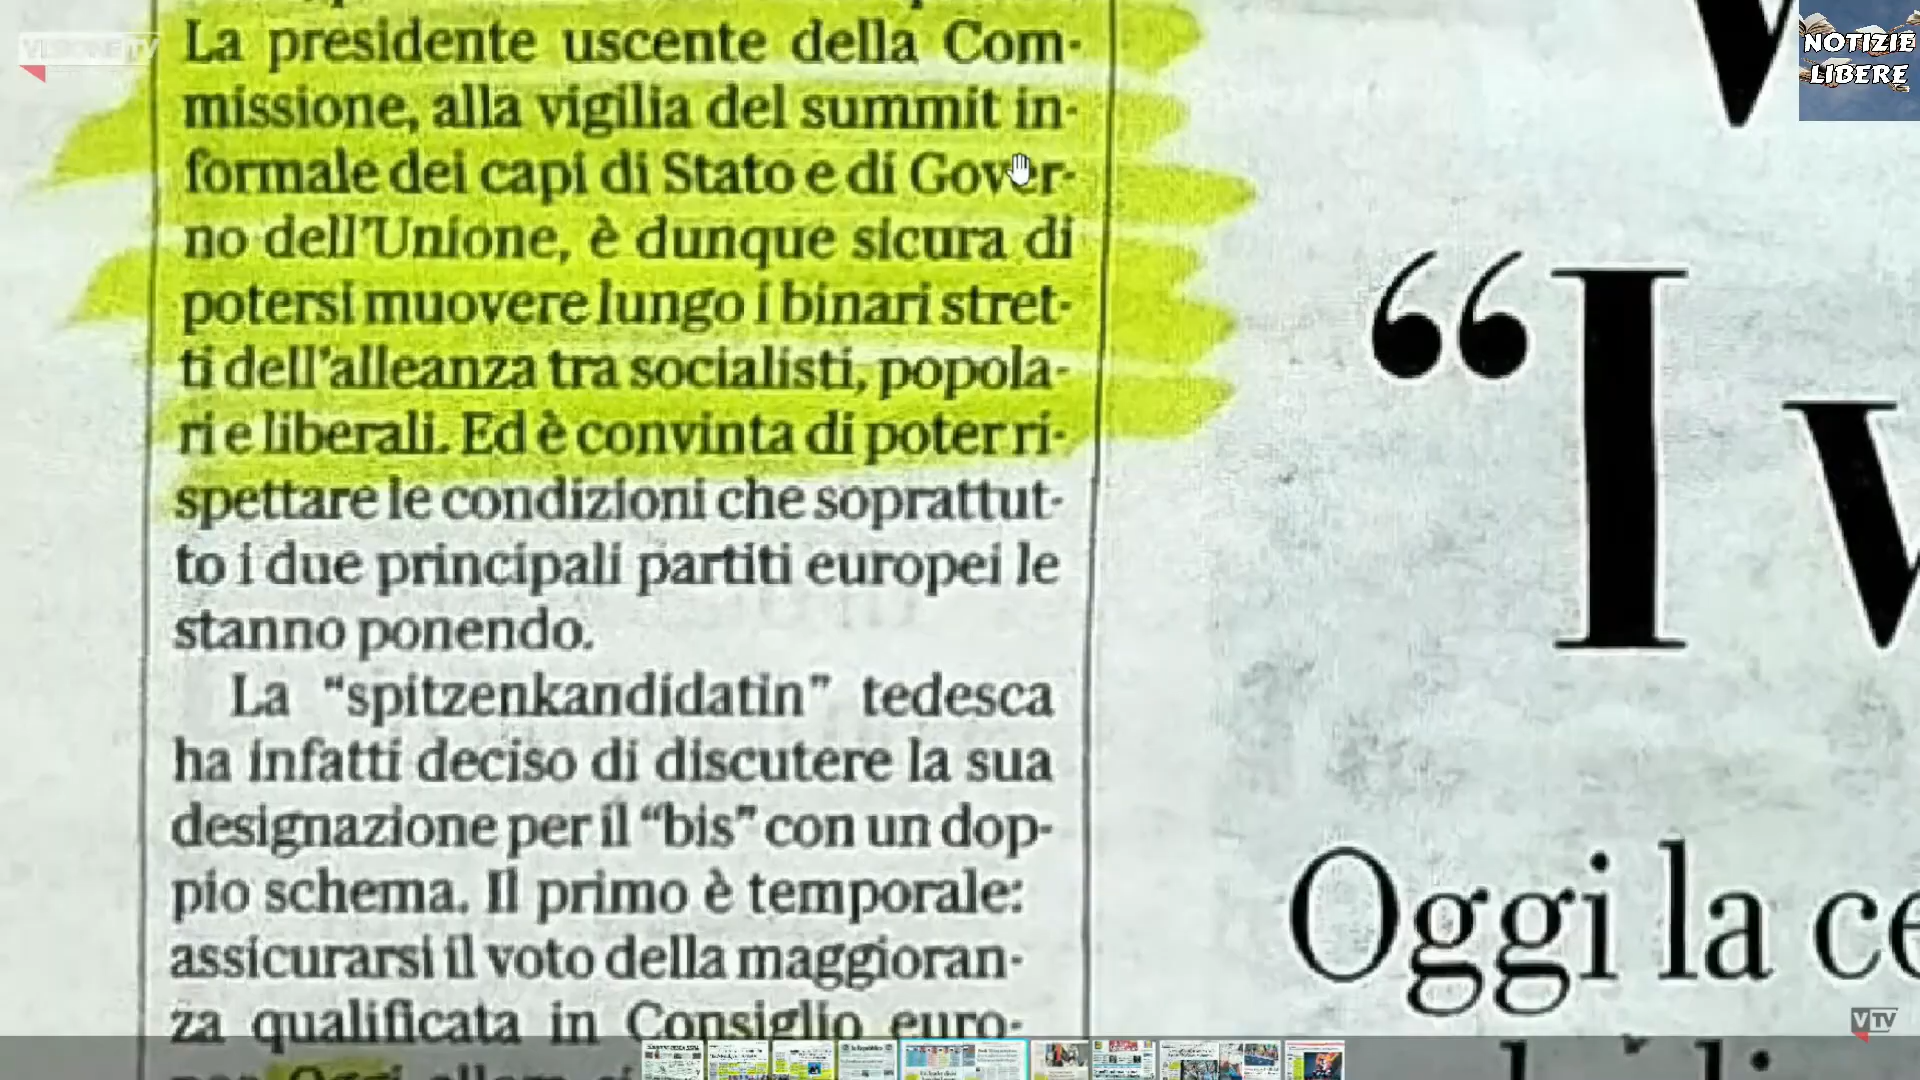 VISIONE TV
NOTIZIE
LIBERE
La presidente uscente della Com-
missione, alla vigilia del summit in-
formale dei capi di Stato e di Gover-
no dell'Unione, è dunque sicura di
potersi muovere lungo i binari stret-
ti dell'alleanza tra socialisti, popola-
ri e liberali. Ed è convinta di poter ri-
spettare le condizioni che soprattut-
to i due principali partiti europei le
stanno ponendo.
La “spitzenkandidatin” tedesca
ha infatti deciso di discutere la sua
designazione per il “bis” con un dop-
pio schema. Il primo è temporale:
assicurarsi il voto della maggioran-
za qualificata in Consiglio euro-
“I v
Oggi la ce
VTV